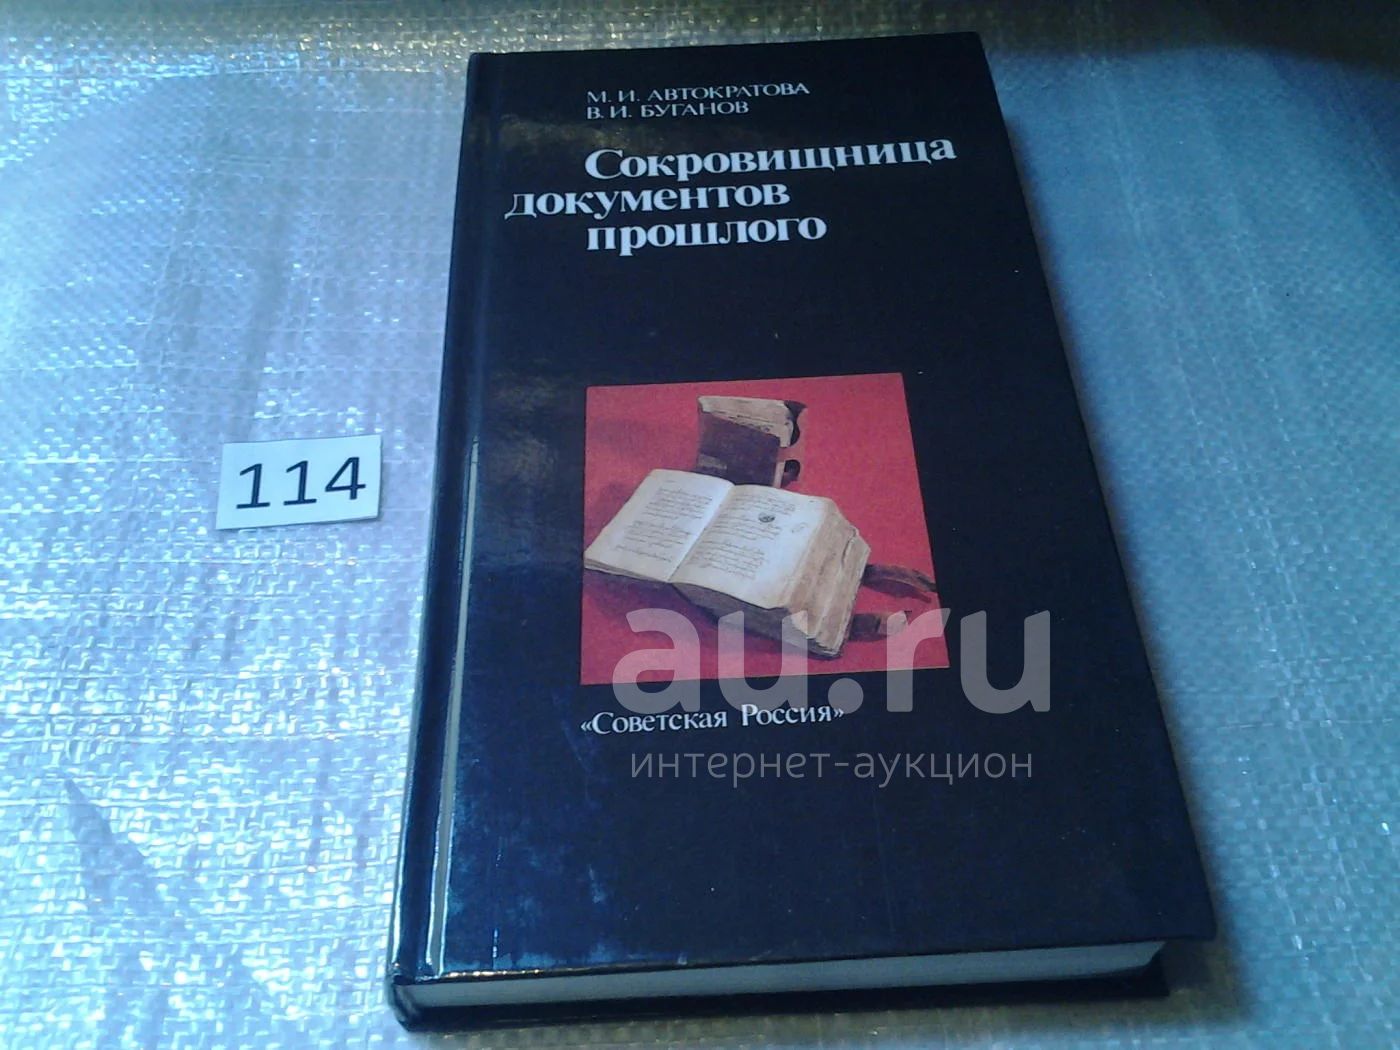 М. И. АВТОКРАТОВА
В. И. БУГАНОВ
Сокровищница
документов
прошлого
114
au.ru
«Советская Россия»
интернет-аукцион